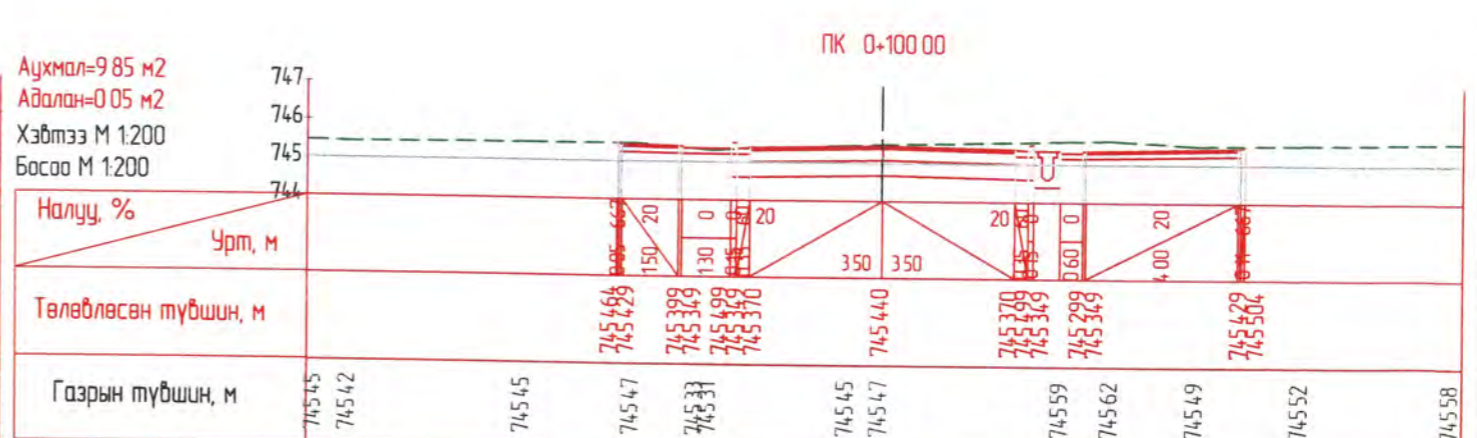 ПК 0+100 00
Аухмал=9 85 м2
Адалан=0 05 м2
Хэвтээ М 1:200
Босоо М 1:200
747
746
745
744
Налуу, %
Урт, м
20 0 20 20 0 20
150 130 350 350 0 60 4 00
Төлөвлөсөн түвшин, м
745 464 745 429 745 399 745 349 745 499 745 349 745 370 745 440 745 370 745 499 745 349 745 299 745 349 745 429 745 504
Газрын түвшин, м
745 45 745 42 745 45 745 47 745 31 745 45 745 47 745 59 745 62 745 49 745 52 745 58